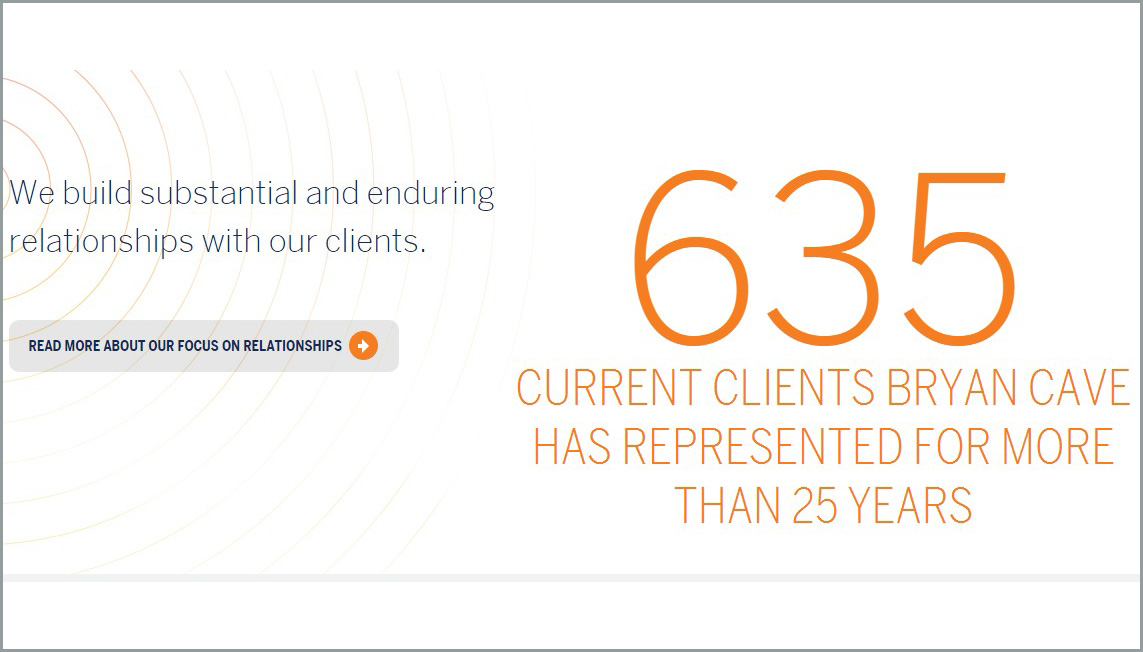 We build substantial and enduring
relationships with our clients.
READ MORE ABOUT OUR FOCUS ON RELATIONSHIPS
635
CURRENT CLIENTS BRYAN CAVE
HAS REPRESENTED FOR MORE
THAN 25 YEARS